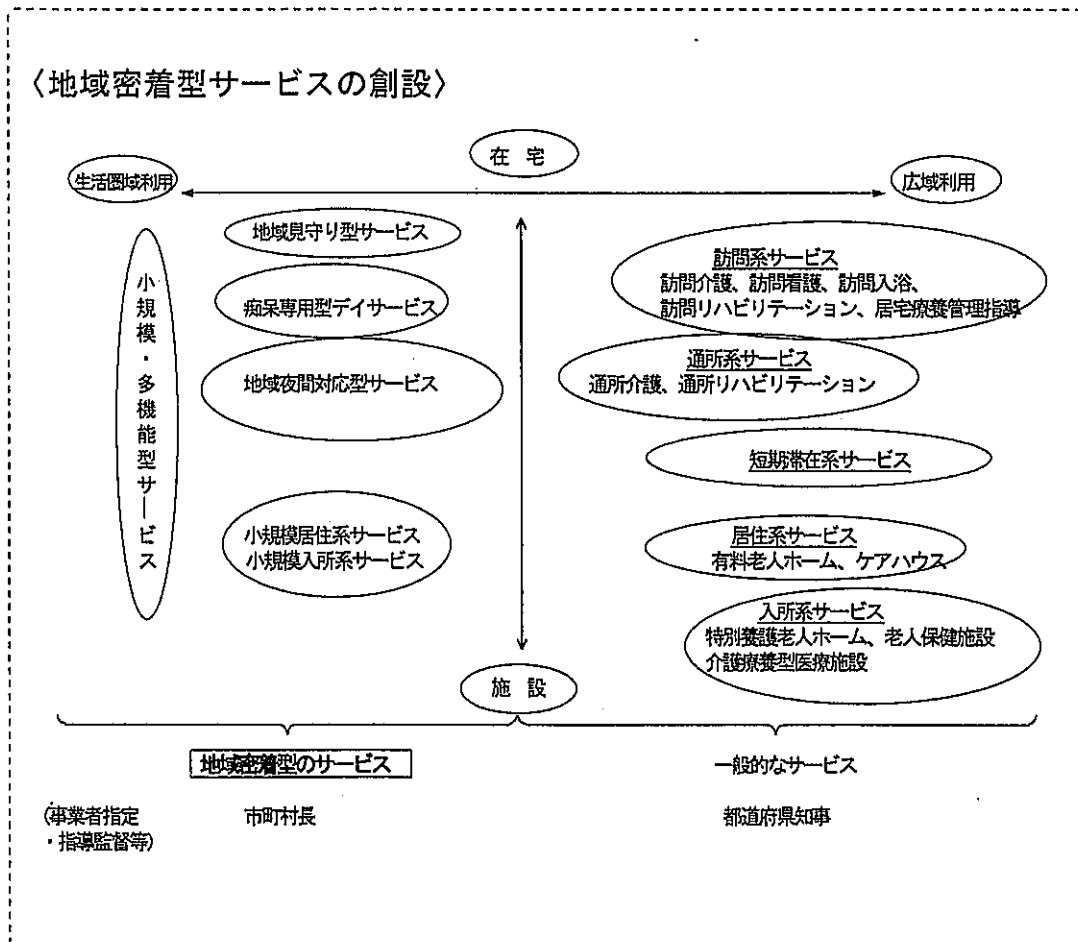 〈地域密着型サービスの創設〉
在 宅
生活圏域利用
広域利用
小規模・多機能型サービス
地域見守り型サービス
痴呆専用型デイサービス
地域夜間対応型サービス
小規模居住系サービス
小規模入所系サービス
訪問系サービス
訪問介護、訪問看護、訪問入浴、
訪問リハビリテーション、居宅療養管理指導
通所系サービス
通所介護、通所リハビリテーション
短期滞在系サービス
居住系サービス
有料老人ホーム、ケアハウス
入所系サービス
特別養護老人ホーム、老人保健施設
介護療養型医療施設
施 設
地域密着型のサービス
一般的なサービス
(事業者指定
・指導監督等)
市町村長
都道府県知事